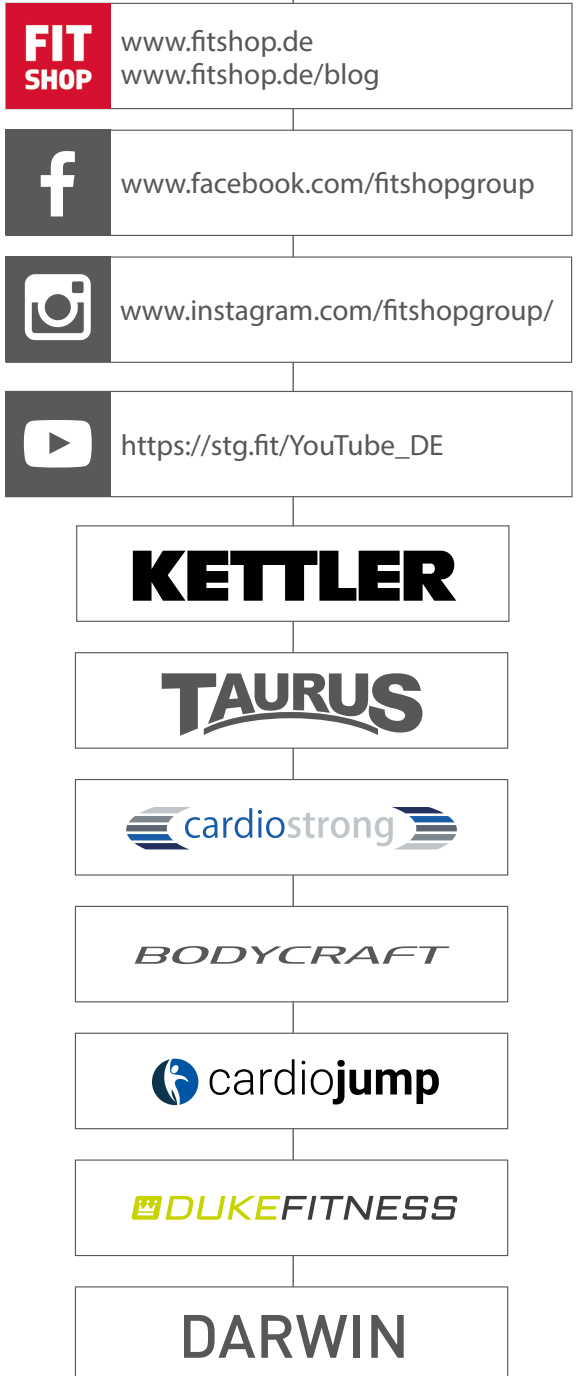 FIT
SHOP
www.fitshop.de
www.fitshop.de/blog
f
www.facebook.com/fitshopgroup
www.instagram.com/fitshopgroup/
https://stg.fit/YouTube_DE
KETTLER
TAURUS
cardiostrong
BODYCRAFT
cardiojump
DUKEFITNESS
DARWIN